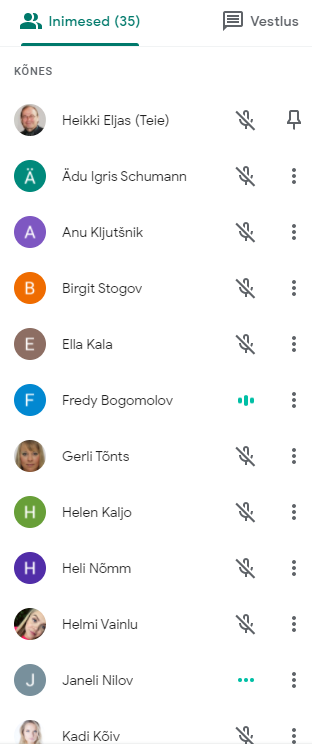 Inimesed (35)
Vestlus
KÕNES
Heikki Eljas (Teie)
Ä
Ädu Igris Schumann
A
Anu Kljutšnik
B
Birgit Stogov
E
Ella Kala
F
Fredy Bogomolov
Gerli Tõnts
H
Helen Kaljo
H
Heli Nõmm
Helmi Vainlu
J
Janeli Nilov
Kadi Kõiv